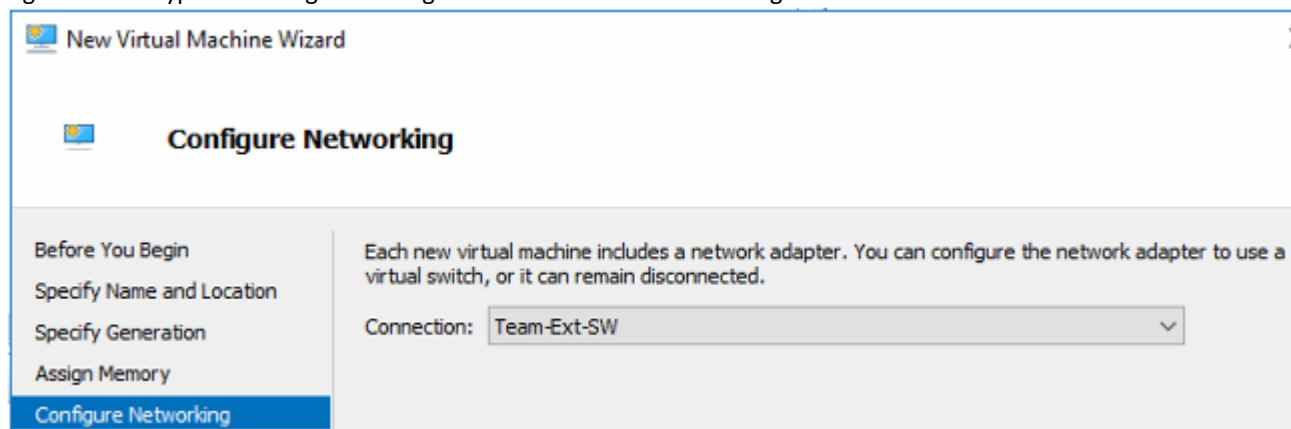 New Virtual Machine Wizard
Configure Networking
Before You Begin
Specify Name and Location
Specify Generation
Assign Memory
Configure Networking
Each new virtual machine includes a network adapter. You can configure the network adapter to use a
virtual switch, or it can remain disconnected.
Connection: Team-Ext-SW